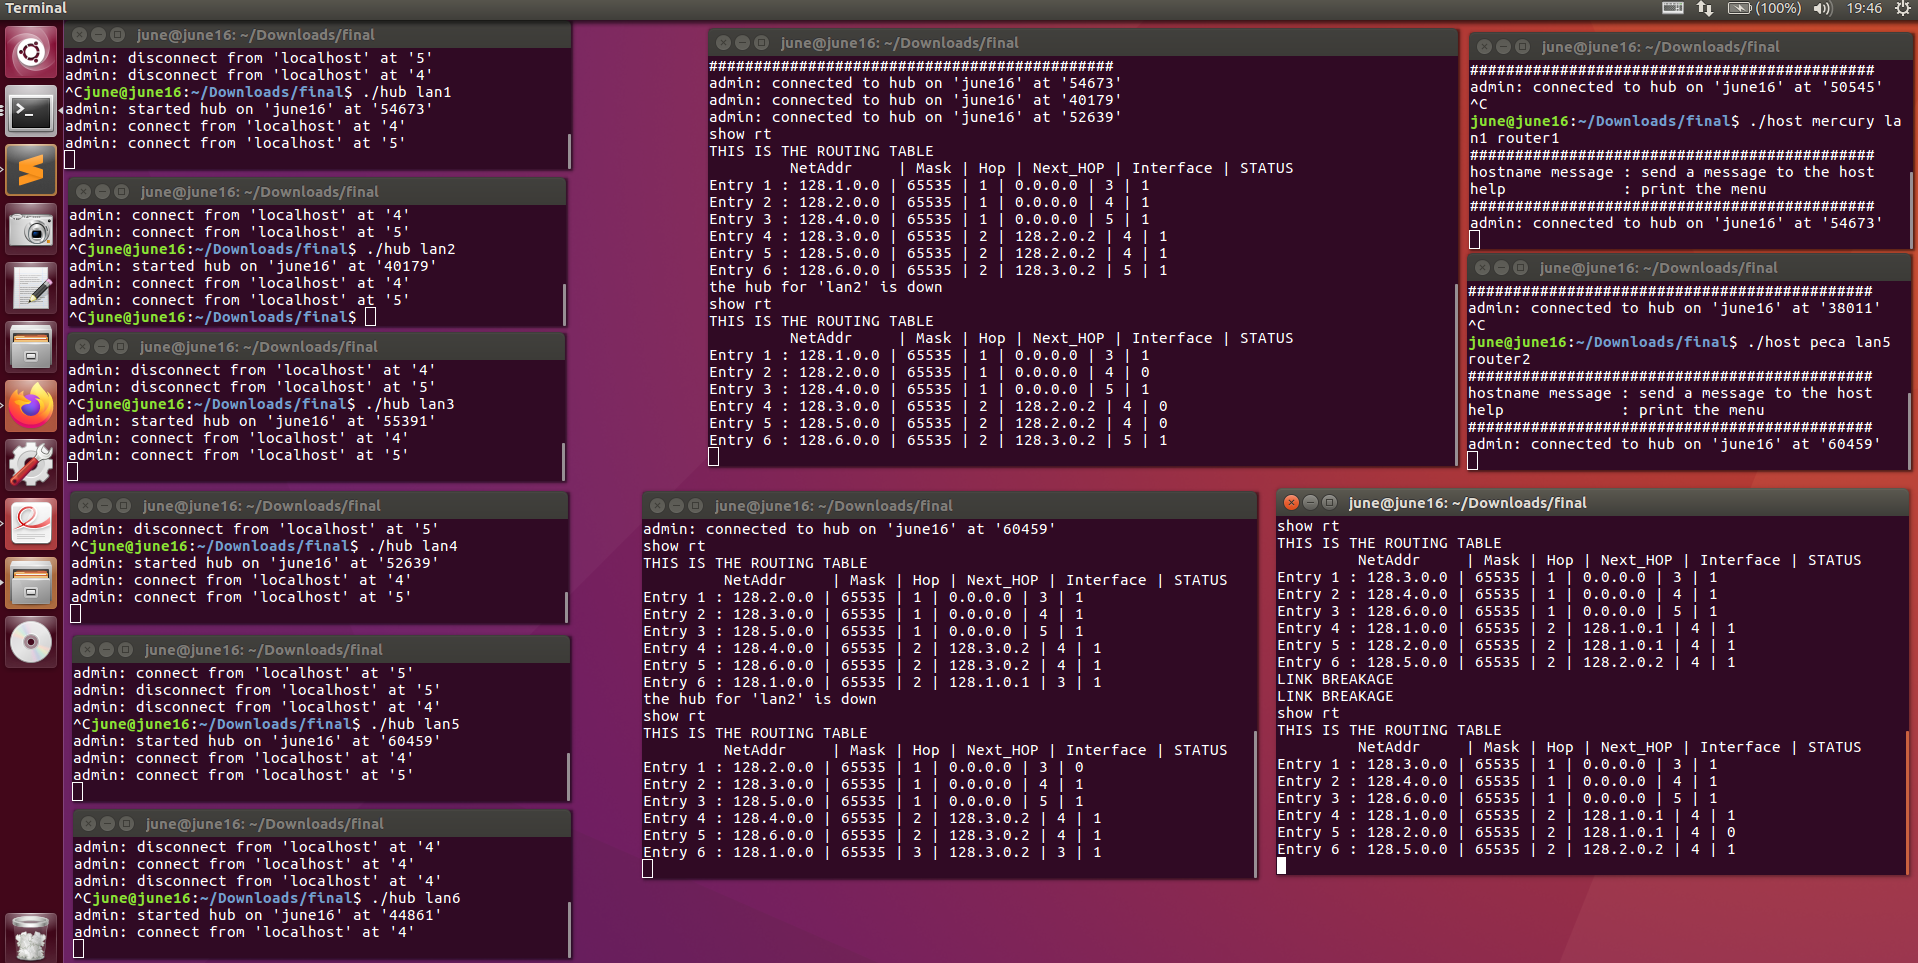 Terminal
(100%)
19:46
june@june16: ~/Downloads/final
admin: disconnect from 'localhost' at '5'
admin: disconnect from 'localhost' at '4'
^Cjune@june16:~/Downloads/final$ ./hub lan1
admin: started hub on 'june16' at '54673'
admin: connect from 'localhost' at '4'
admin: connect from 'localhost' at '5'
june@june16: ~/Downloads/final
admin: connect from 'localhost' at '4'
admin: connect from 'localhost' at '5'
^Cjune@june16:~/Downloads/final$ ./hub lan2
admin: started hub on 'june16' at '40179'
admin: connect from 'localhost' at '4'
admin: connect from 'localhost' at '5'
^Cjune@june16:~/Downloads/final$
june@june16: ~/Downloads/final
admin: disconnect from 'localhost' at '4'
admin: disconnect from 'localhost' at '5'
^Cjune@june16:~/Downloads/final$ ./hub lan3
admin: started hub on 'june16' at '55391'
admin: connect from 'localhost' at '4'
admin: connect from 'localhost' at '5'
june@june16: ~/Downloads/final
admin: disconnect from 'localhost' at '5'
^Cjune@june16:~/Downloads/final$ ./hub lan4
admin: started hub on 'june16' at '52639'
admin: connect from 'localhost' at '4'
admin: connect from 'localhost' at '5'
june@june16: ~/Downloads/final
admin: connect from 'localhost' at '5'
admin: disconnect from 'localhost' at '5'
admin: disconnect from 'localhost' at '4'
^Cjune@june16:~/Downloads/final$ ./hub lan5
admin: started hub on 'june16' at '60459'
admin: connect from 'localhost' at '4'
admin: connect from 'localhost' at '5'
june@june16: ~/Downloads/final
admin: disconnect from 'localhost' at '4'
admin: connect from 'localhost' at '4'
admin: disconnect from 'localhost' at '4'
^Cjune@june16:~/Downloads/final$ ./hub lan6
admin: started hub on 'june16' at '44861'
admin: connect from 'localhost' at '4'
june@june16: ~/Downloads/final
#############################################
admin: connected to hub on 'june16' at '54673'
admin: connected to hub on 'june16' at '40179'
admin: connected to hub on 'june16' at '52639'
show rt
THIS IS THE ROUTING TABLE
NetAddr | Mask | Hop | Next_HOP | Interface | STATUS
Entry 1 : 128.1.0.0 | 65535 | 1 | 0.0.0.0 | 3 | 1
Entry 2 : 128.2.0.0 | 65535 | 1 | 0.0.0.0 | 4 | 1
Entry 3 : 128.4.0.0 | 65535 | 1 | 0.0.0.0 | 5 | 1
Entry 4 : 128.3.0.0 | 65535 | 2 | 128.2.0.2 | 4 | 1
Entry 5 : 128.5.0.0 | 65535 | 2 | 128.2.0.2 | 4 | 1
Entry 6 : 128.6.0.0 | 65535 | 2 | 128.3.0.2 | 5 | 1
the hub for 'lan2' is down
show rt
THIS IS THE ROUTING TABLE
NetAddr | Mask | Hop | Next_HOP | Interface | STATUS
Entry 1 : 128.1.0.0 | 65535 | 1 | 0.0.0.0 | 3 | 1
Entry 2 : 128.2.0.0 | 65535 | 1 | 0.0.0.0 | 4 | 0
Entry 3 : 128.4.0.0 | 65535 | 1 | 0.0.0.0 | 5 | 1
Entry 4 : 128.3.0.0 | 65535 | 2 | 128.2.0.2 | 4 | 0
Entry 5 : 128.5.0.0 | 65535 | 2 | 128.2.0.2 | 4 | 0
Entry 6 : 128.6.0.0 | 65535 | 2 | 128.3.0.2 | 5 | 1
june@june16: ~/Downloads/final
#############################################
admin: connected to hub on 'june16' at '50545'
^C
june@june16:~/Downloads/final$ ./host mercury la
n1 router1
#############################################
hostname message : send a message to the host
help : print the menu
#############################################
admin: connected to hub on 'june16' at '54673'
june@june16: ~/Downloads/final
#############################################
admin: connected to hub on 'june16' at '38011'
^C
june@june16:~/Downloads/final$ ./host peca lan5
router2
#############################################
hostname message : send a message to the host
help : print the menu
#############################################
admin: connected to hub on 'june16' at '60459'
june@june16: ~/Downloads/final
admin: connected to hub on 'june16' at '60459'
show rt
THIS IS THE ROUTING TABLE
NetAddr | Mask | Hop | Next_HOP | Interface | STATUS
Entry 1 : 128.2.0.0 | 65535 | 1 | 0.0.0.0 | 3 | 1
Entry 2 : 128.3.0.0 | 65535 | 1 | 0.0.0.0 | 4 | 1
Entry 3 : 128.5.0.0 | 65535 | 1 | 0.0.0.0 | 5 | 1
Entry 4 : 128.4.0.0 | 65535 | 2 | 128.3.0.2 | 4 | 1
Entry 5 : 128.6.0.0 | 65535 | 2 | 128.3.0.2 | 4 | 1
Entry 6 : 128.1.0.0 | 65535 | 2 | 128.1.0.1 | 3 | 1
the hub for 'lan2' is down
show rt
THIS IS THE ROUTING TABLE
NetAddr | Mask | Hop | Next_HOP | Interface | STATUS
Entry 1 : 128.2.0.0 | 65535 | 1 | 0.0.0.0 | 3 | 0
Entry 2 : 128.3.0.0 | 65535 | 1 | 0.0.0.0 | 4 | 1
Entry 3 : 128.5.0.0 | 65535 | 1 | 0.0.0.0 | 5 | 1
Entry 4 : 128.4.0.0 | 65535 | 2 | 128.3.0.2 | 4 | 1
Entry 5 : 128.6.0.0 | 65535 | 2 | 128.3.0.2 | 4 | 1
Entry 6 : 128.1.0.0 | 65535 | 3 | 128.3.0.2 | 3 | 1
june@june16: ~/Downloads/final
show rt
THIS IS THE ROUTING TABLE
NetAddr | Mask | Hop | Next_HOP | Interface | STATUS
Entry 1 : 128.3.0.0 | 65535 | 1 | 0.0.0.0 | 3 | 1
Entry 2 : 128.4.0.0 | 65535 | 1 | 0.0.0.0 | 4 | 1
Entry 3 : 128.6.0.0 | 65535 | 1 | 0.0.0.0 | 5 | 1
Entry 4 : 128.1.0.0 | 65535 | 2 | 128.1.0.1 | 4 | 1
Entry 5 : 128.2.0.0 | 65535 | 2 | 128.1.0.1 | 4 | 1
Entry 6 : 128.5.0.0 | 65535 | 2 | 128.2.0.2 | 4 | 1
LINK BREAKAGE
LINK BREAKAGE
show rt
THIS IS THE ROUTING TABLE
NetAddr | Mask | Hop | Next_HOP | Interface | STATUS
Entry 1 : 128.3.0.0 | 65535 | 1 | 0.0.0.0 | 3 | 1
Entry 2 : 128.4.0.0 | 65535 | 1 | 0.0.0.0 | 4 | 1
Entry 3 : 128.6.0.0 | 65535 | 1 | 0.0.0.0 | 5 | 1
Entry 4 : 128.1.0.0 | 65535 | 2 | 128.1.0.1 | 4 | 1
Entry 5 : 128.2.0.0 | 65535 | 2 | 128.1.0.1 | 4 | 0
Entry 6 : 128.5.0.0 | 65535 | 2 | 128.2.0.2 | 4 | 1